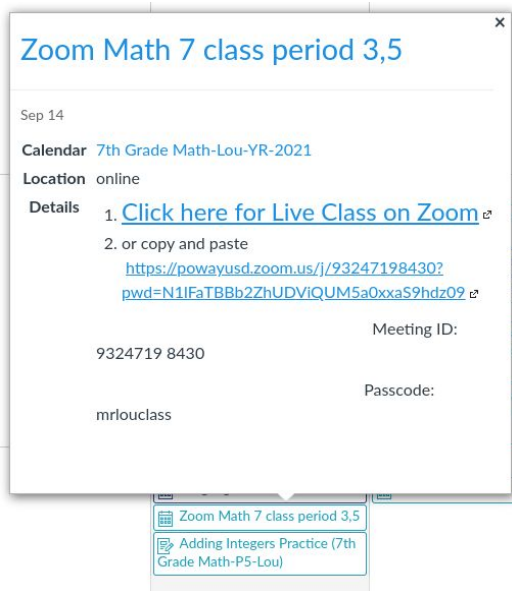 ×
Zoom Math 7 class period 3,5
Sep 14
Calendar 7th Grade Math-Lou-YR-2021
Location online
Details
1. Click here for Live Class on Zoom
2. or copy and paste
https://powayusd.zoom.us/j/93247198430?
pwd=N1lFaTBBb2ZhUDViQUM5a0xxaS9hdz09
Meeting ID:
9324719 8430
Passcode:
mrlouclass
Zoom Math 7 class period 3,5
Adding Integers Practice (7th
Grade Math-P5-Lou)